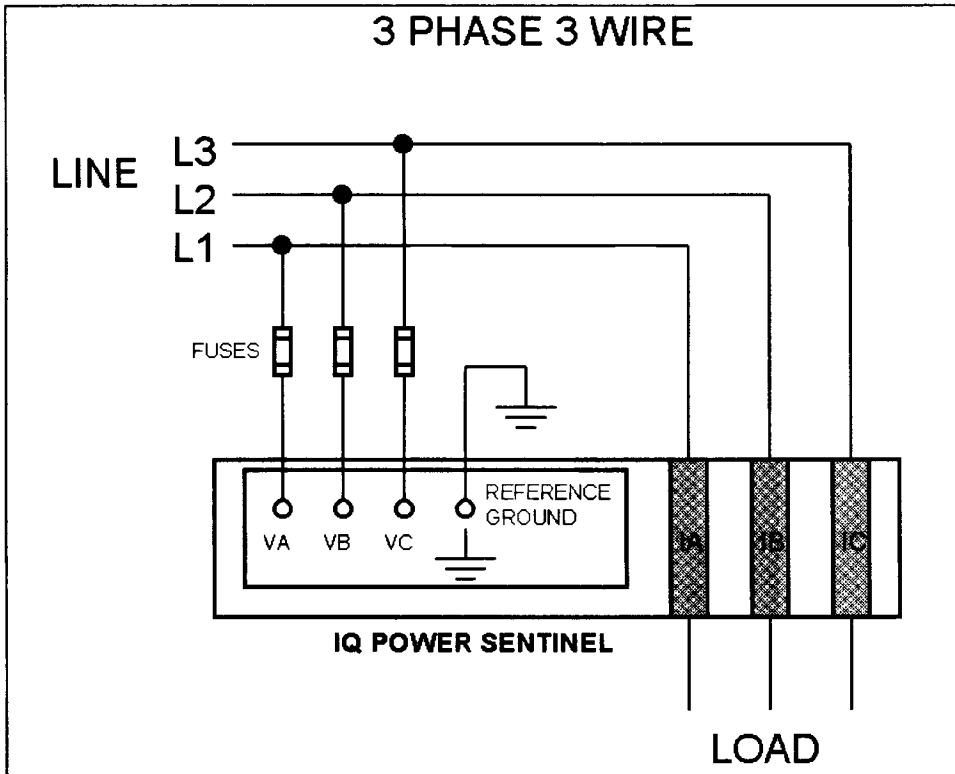 3 PHASE 3 WIRE
LINE
L3
L2
L1
FUSES
REFERENCE
GROUND
VA
VB
VC
IA
IB
IC
IQ POWER SENTINEL
LOAD